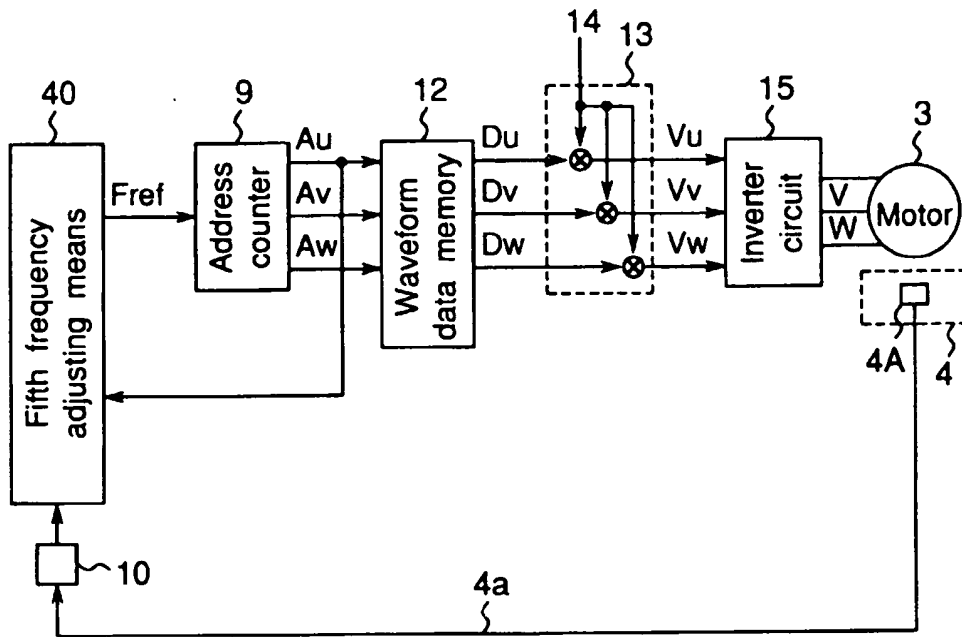 14
13
40
9
12
15
3
Au
Du
Vu
Fref
Address counter
Av
Waveform data memory
Dv
Vv
Inverter circuit
V
Motor
Aw
Dw
Vw
W
Fifth frequency adjusting means
4A
4
10
4a